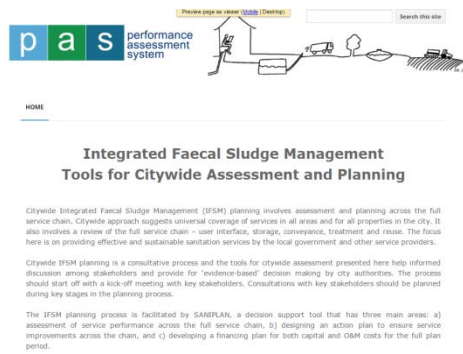 Preview page as viewer (Mobile | Desktop)
Search this site
pas performance
assessment
system
HOME
Integrated Faecal Sludge Management
Tools for Citywide Assessment and Planning
Citywide Integrated Faecal Sludge Management (IFSM) planning involves assessment and planning across the full
service chain. Citywide approach suggests universal coverage of services in all areas and for all properties in the city. It
also involves a review of the full service chain – user interface, storage, conveyance, treatment and reuse. The focus
here is on providing effective and sustainable sanitation services by the local government and other service providers.
Citywide IFSM planning is a consultative process and the tools for citywide assessment presented here help informed
discussion among stakeholders and provide for 'evidence-based' decision making by city authorities. The process
should start off with a kick-off meeting with key stakeholders. Consultations with key stakeholders should be planned
during key stages in the planning process.
The IFSM planning process is facilitated by SANIPLAN, a decision support tool that has three main areas: a)
assessment of service performance across the full service chain, b) designing an action plan to ensure service
improvements across the chain, and c) developing a financing plan for both capital and O&M costs for the full plan
period.